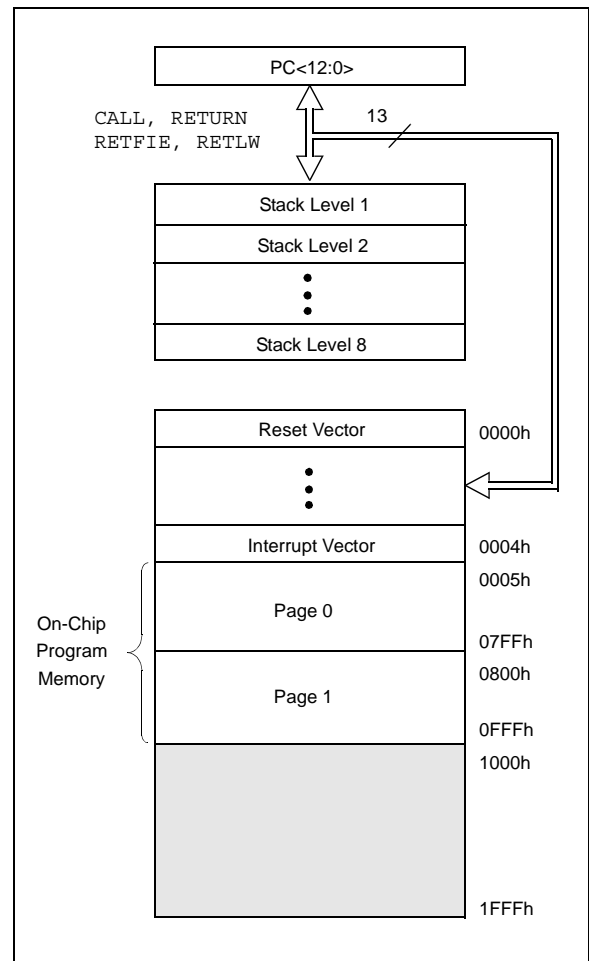 PC<12:0>
CALL, RETURN
RETFIE, RETLW
13
Stack Level 1
Stack Level 2
Stack Level 8
Reset Vector
0000h
Interrupt Vector
0004h
0005h
Page 0
07FFh
On-Chip
Program
Memory
0800h
Page 1
0FFFh
1000h
1FFFh